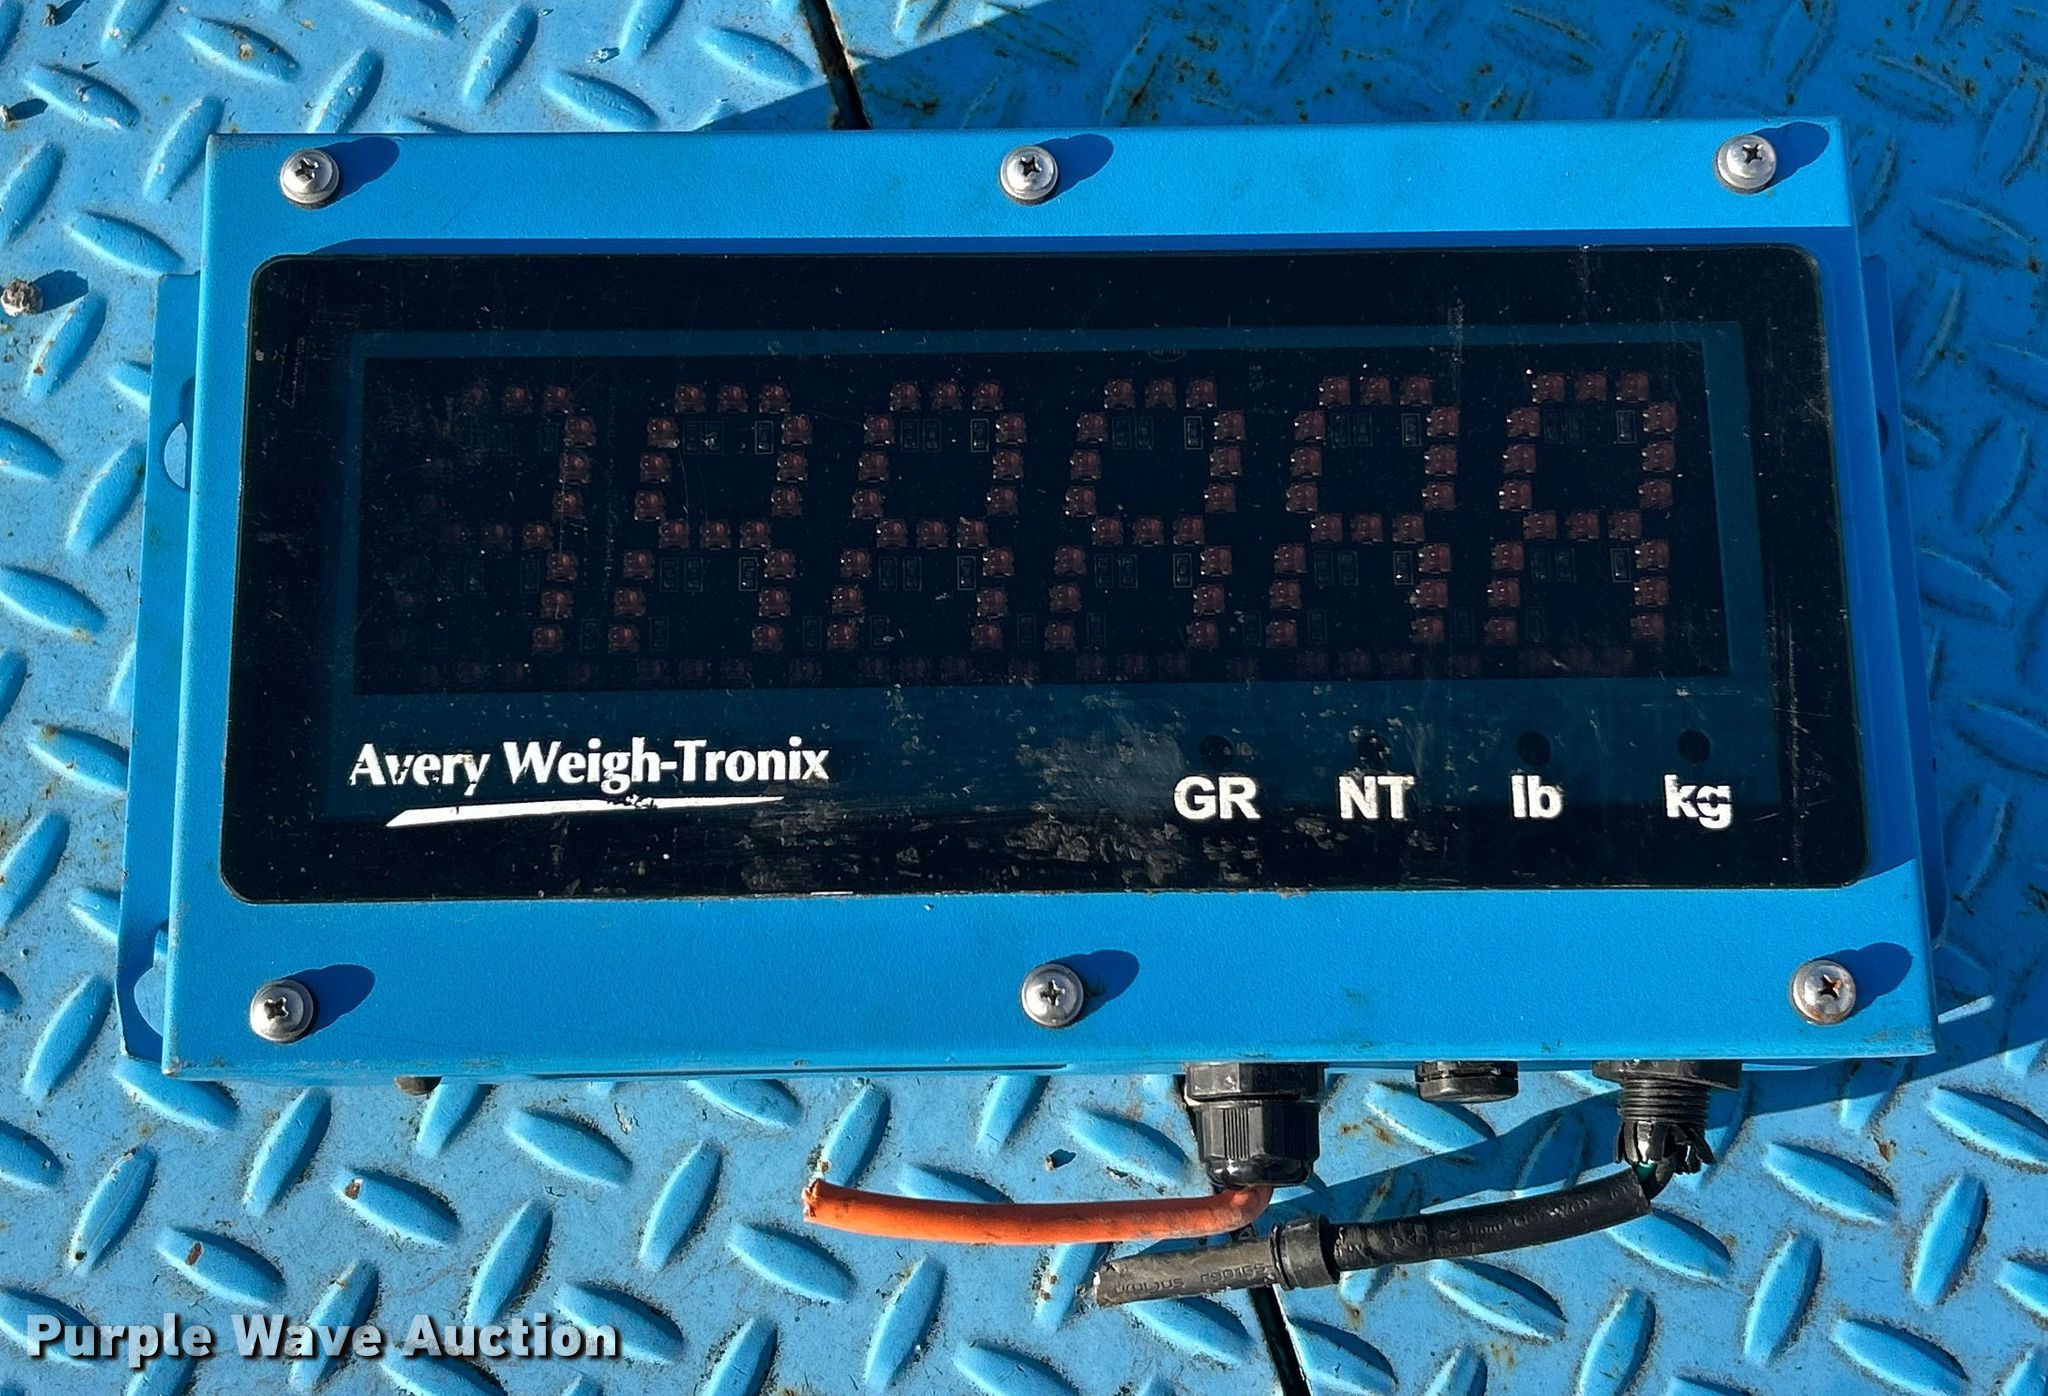 Avery Weigh-Tronix
GR NT lb kg
Purple Wave Auction